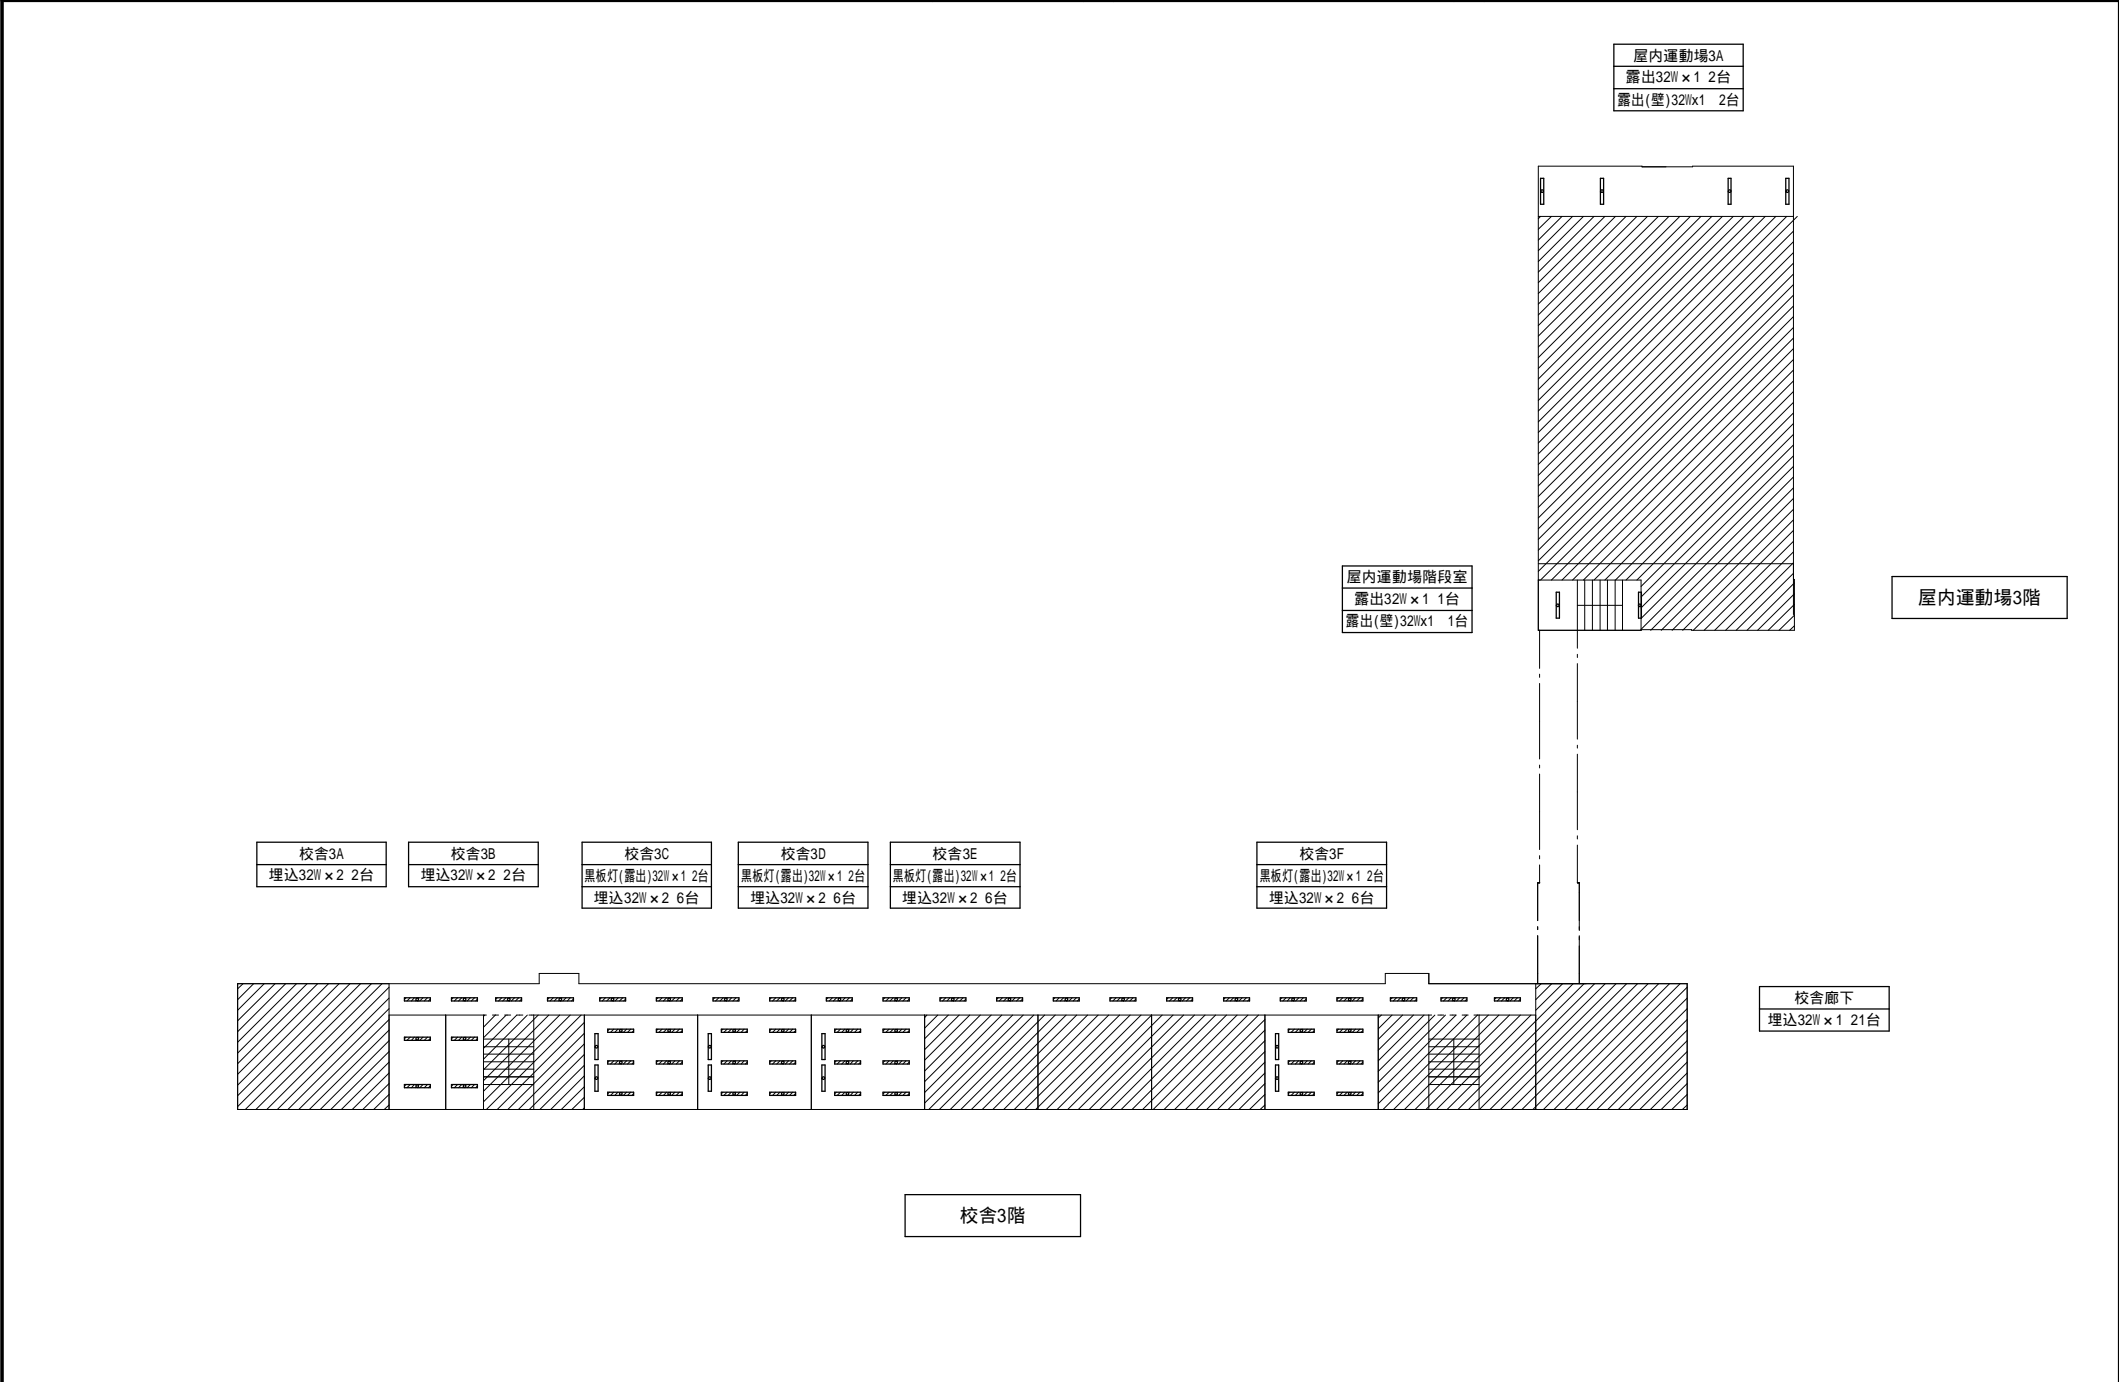 屋内運動場3A
露出32W×1 2台
露出(壁)32Wx1 2台
屋内運動場階段室
露出32W×1 1台
露出(壁)32Wx1 1台
屋内運動場3階
校舎3A
埋込32W×2 2台
校舎3B
埋込32W×2 2台
校舎3C
黒板灯(露出)32W×1 2台
埋込32W×2 6台
校舎3D
黒板灯(露出)32W×1 2台
埋込32W×2 6台
校舎3E
黒板灯(露出)32W×1 2台
埋込32W×2 6台
校舎3F
黒板灯(露出)32W×1 2台
埋込32W×2 6台
校舎廊下
埋込32W×1 21台
校舎3階